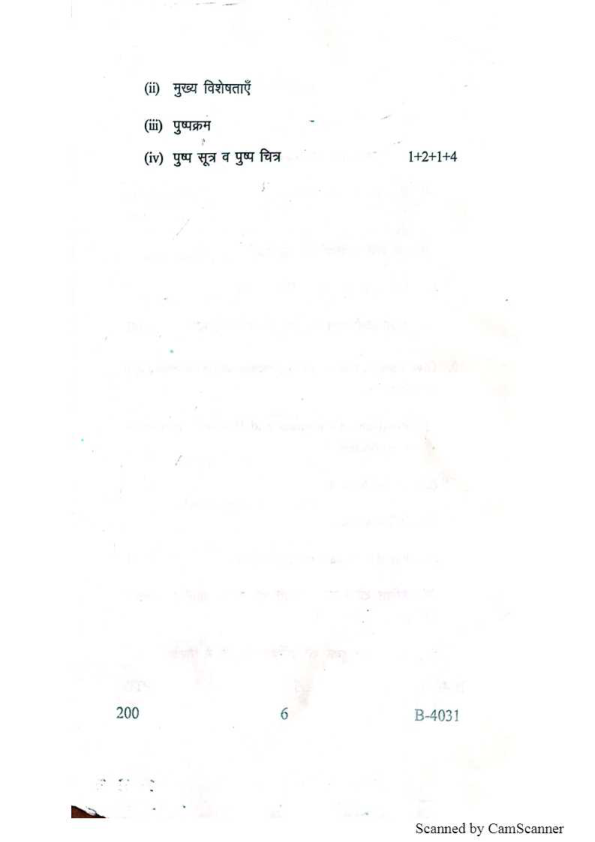 (ii) मुख्य विशेषताएँ
(iii) पुष्पक्रम
(iv) पुष्प सूत्र व पुष्प चित्र 1+2+1+4
200 6 B-4031
Scanned by CamScanner